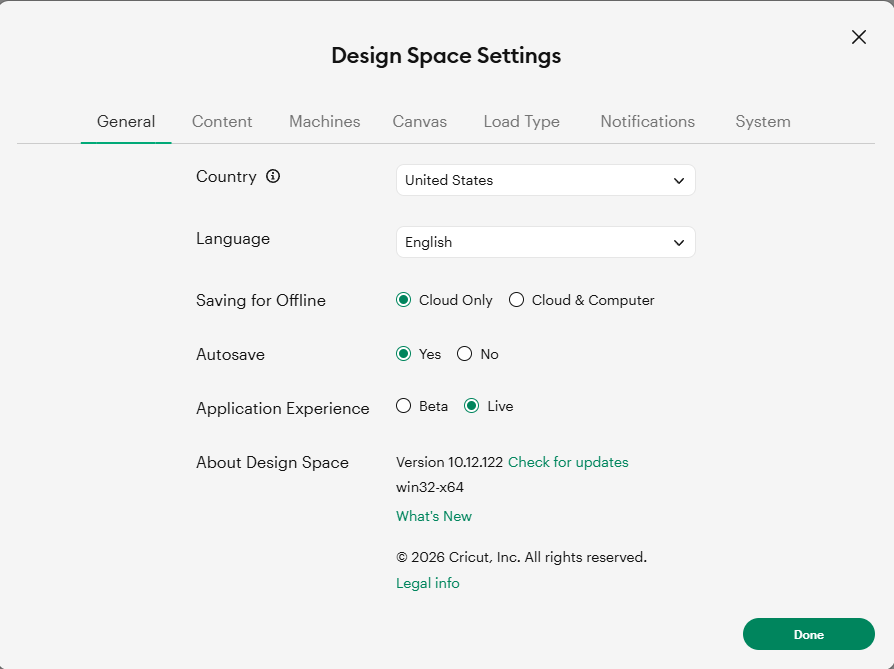 Design Space Settings
General Content Machines Canvas Load Type Notifications System
Country
United States
Language
English
Saving for Offline
Cloud Only Cloud & Computer
Autosave
Yes No
Application Experience
Beta Live
About Design Space
Version 10.12.122 Check for updates
win32-x64
What's New
© 2026 Cricut, Inc. All rights reserved.
Legal info
Done